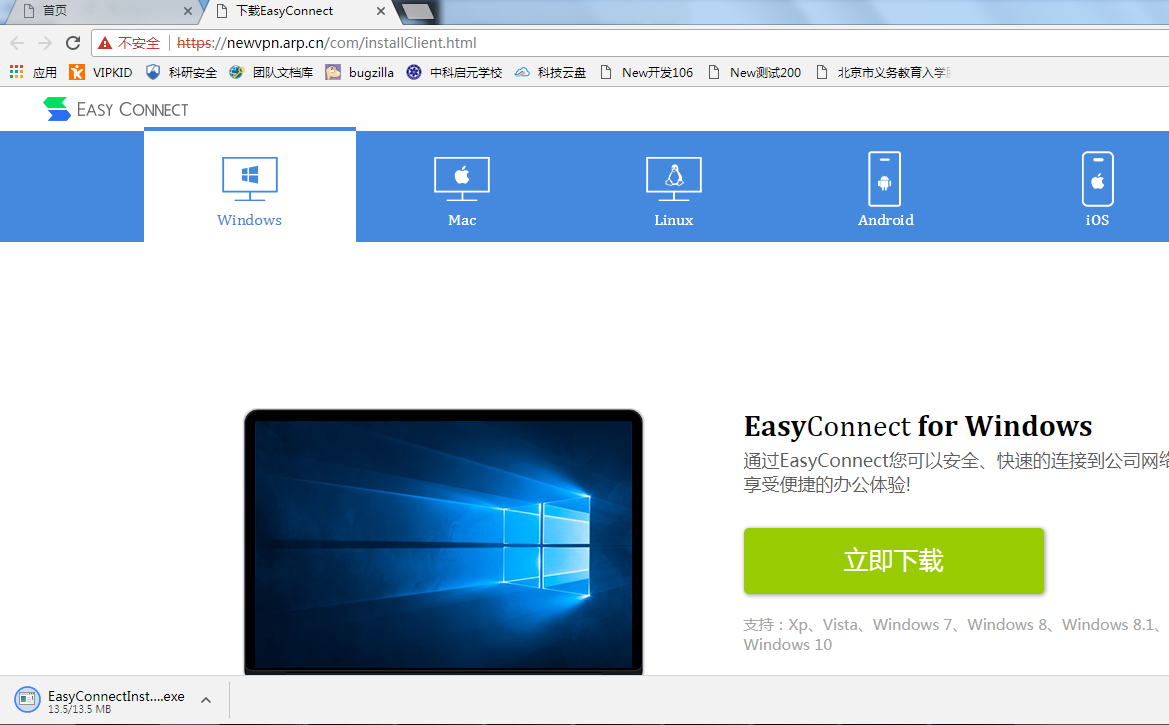 首页
下载EasyConnect
不安全 https://newvpn.arp.cn/com/installClient.html
应用 VIPKID 科研安全 团队文档库 bugzilla 中科启元学校 科技云盘 New开发106 New测试200 北京市义务教育入学
EASY CONNECT
Windows
Mac
Linux
Android
iOS
EasyConnect for Windows
通过EasyConnect您可以安全、快速的连接到公司网络
享受便捷的办公体验!
立即下载
支持：Xp、Vista、Windows 7、Windows 8、Windows 8.1、
Windows 10
EasyConnectInst....exe
13.5/13.5 MB